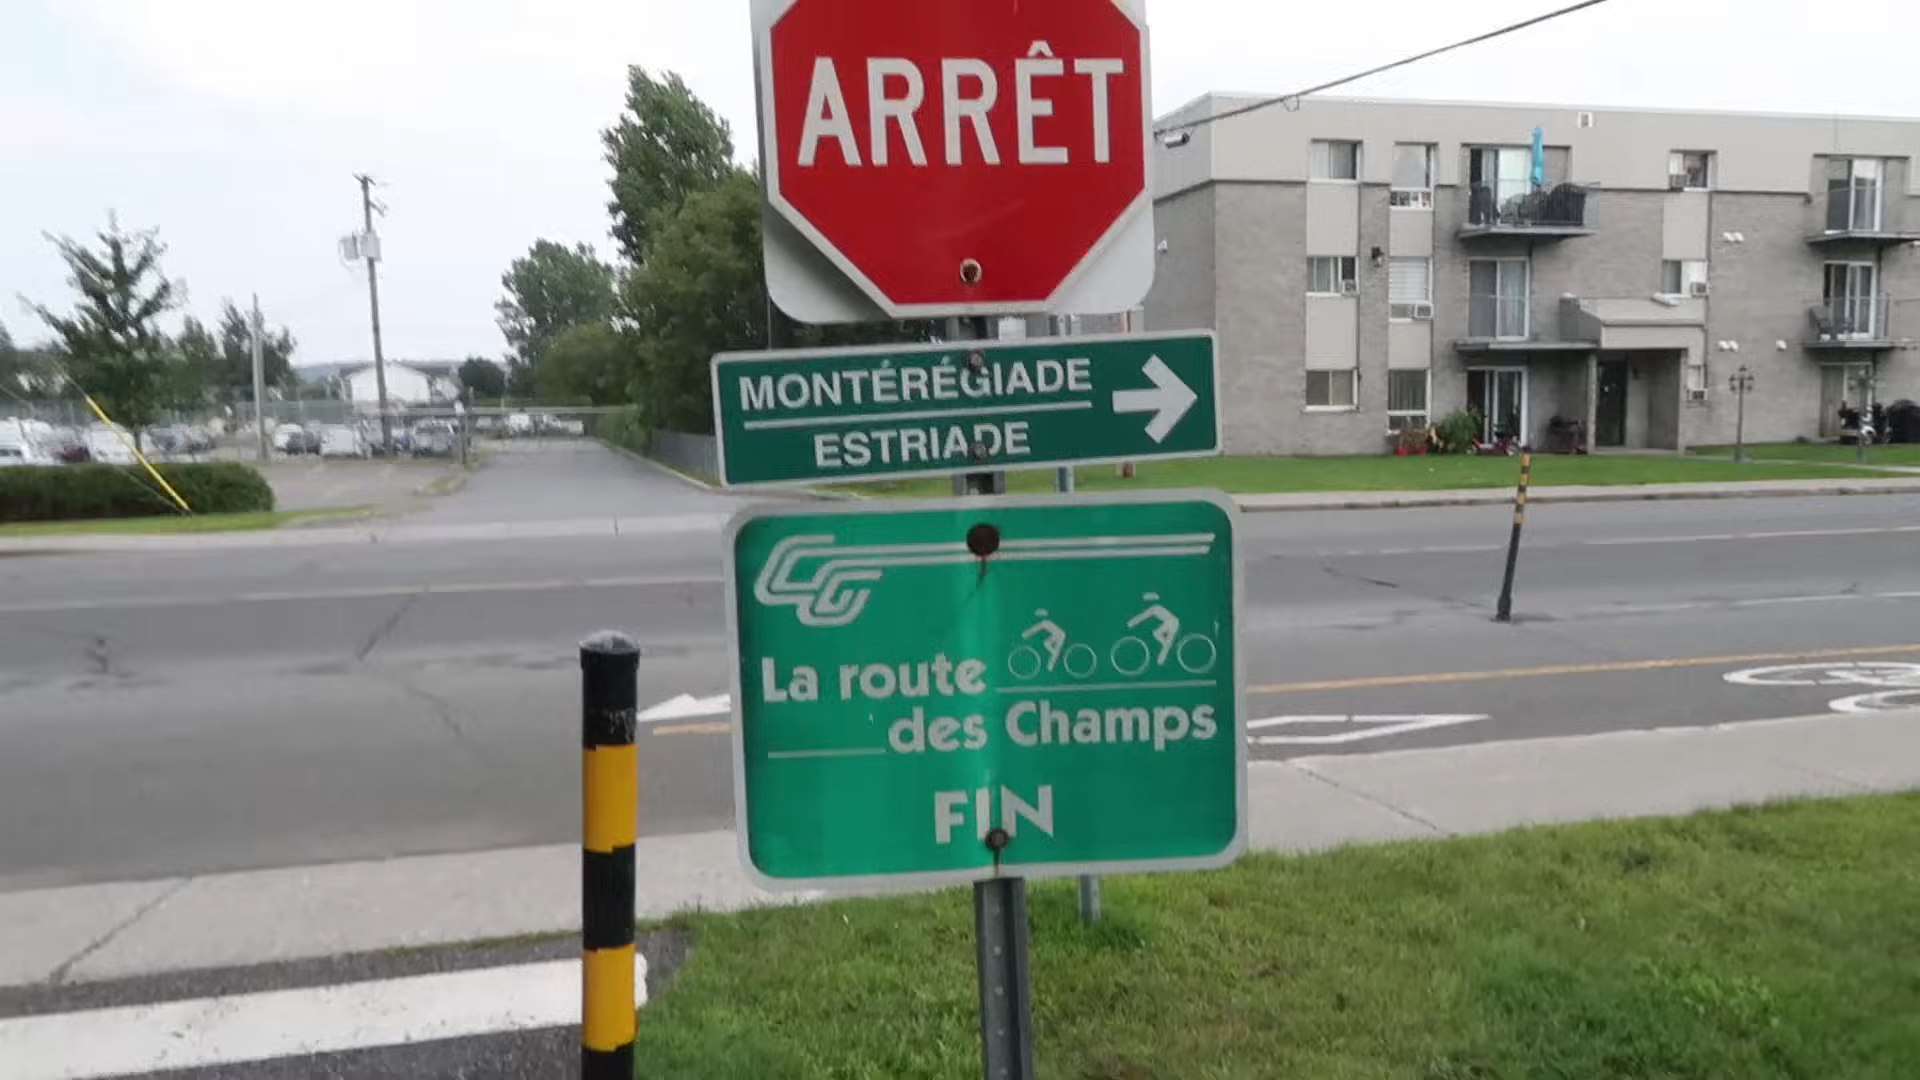 ARRÊT
MONTÉRÉGIADE
ESTRIADE
La route
des Champs
FIN